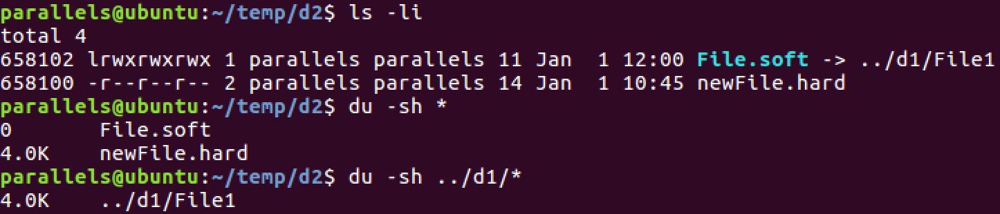 parallels@ubuntu:~/temp/d2$ ls -li
total 4
658102 lrwxrwxrwx 1 parallels parallels 11 Jan  1 12:00 File.soft -> ../d1/File1
658100 -r--r--r-- 2 parallels parallels 14 Jan  1 10:45 newFile.hard
parallels@ubuntu:~/temp/d2$ du -sh *
0       File.soft
4.0K    newFile.hard
parallels@ubuntu:~/temp/d2$ du -sh ../d1/*
4.0K    ../d1/File1